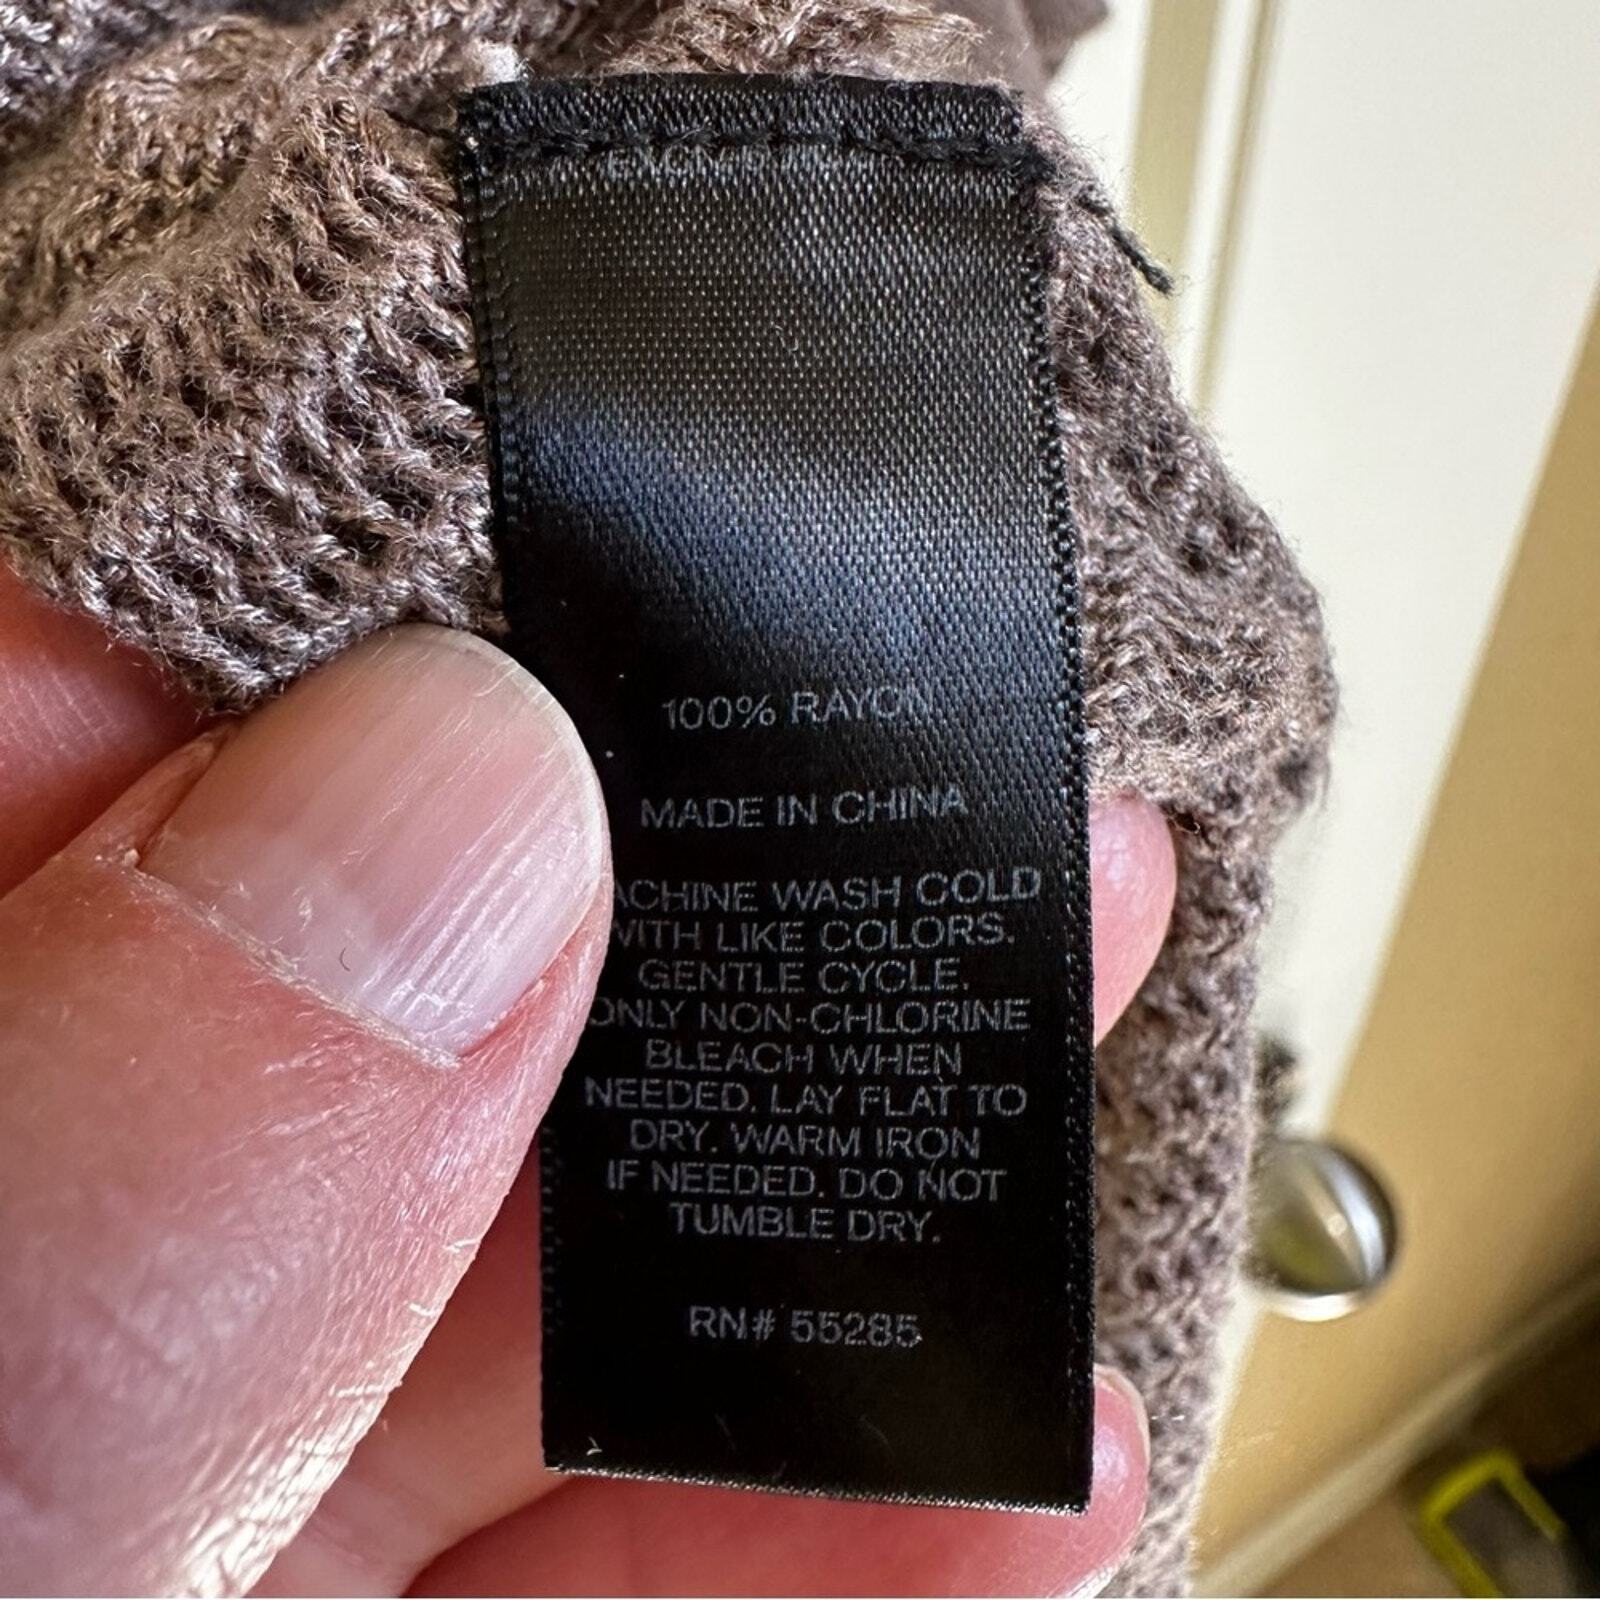 100% RAYON
MADE IN CHINA
MACHINE WASH COLD
WITH LIKE COLORS.
GENTLE CYCLE.
ONLY NON-CHLORINE
BLEACH WHEN
NEEDED. LAY FLAT TO
DRY. WARM IRON
IF NEEDED. DO NOT
TUMBLE DRY.
RN# 55285